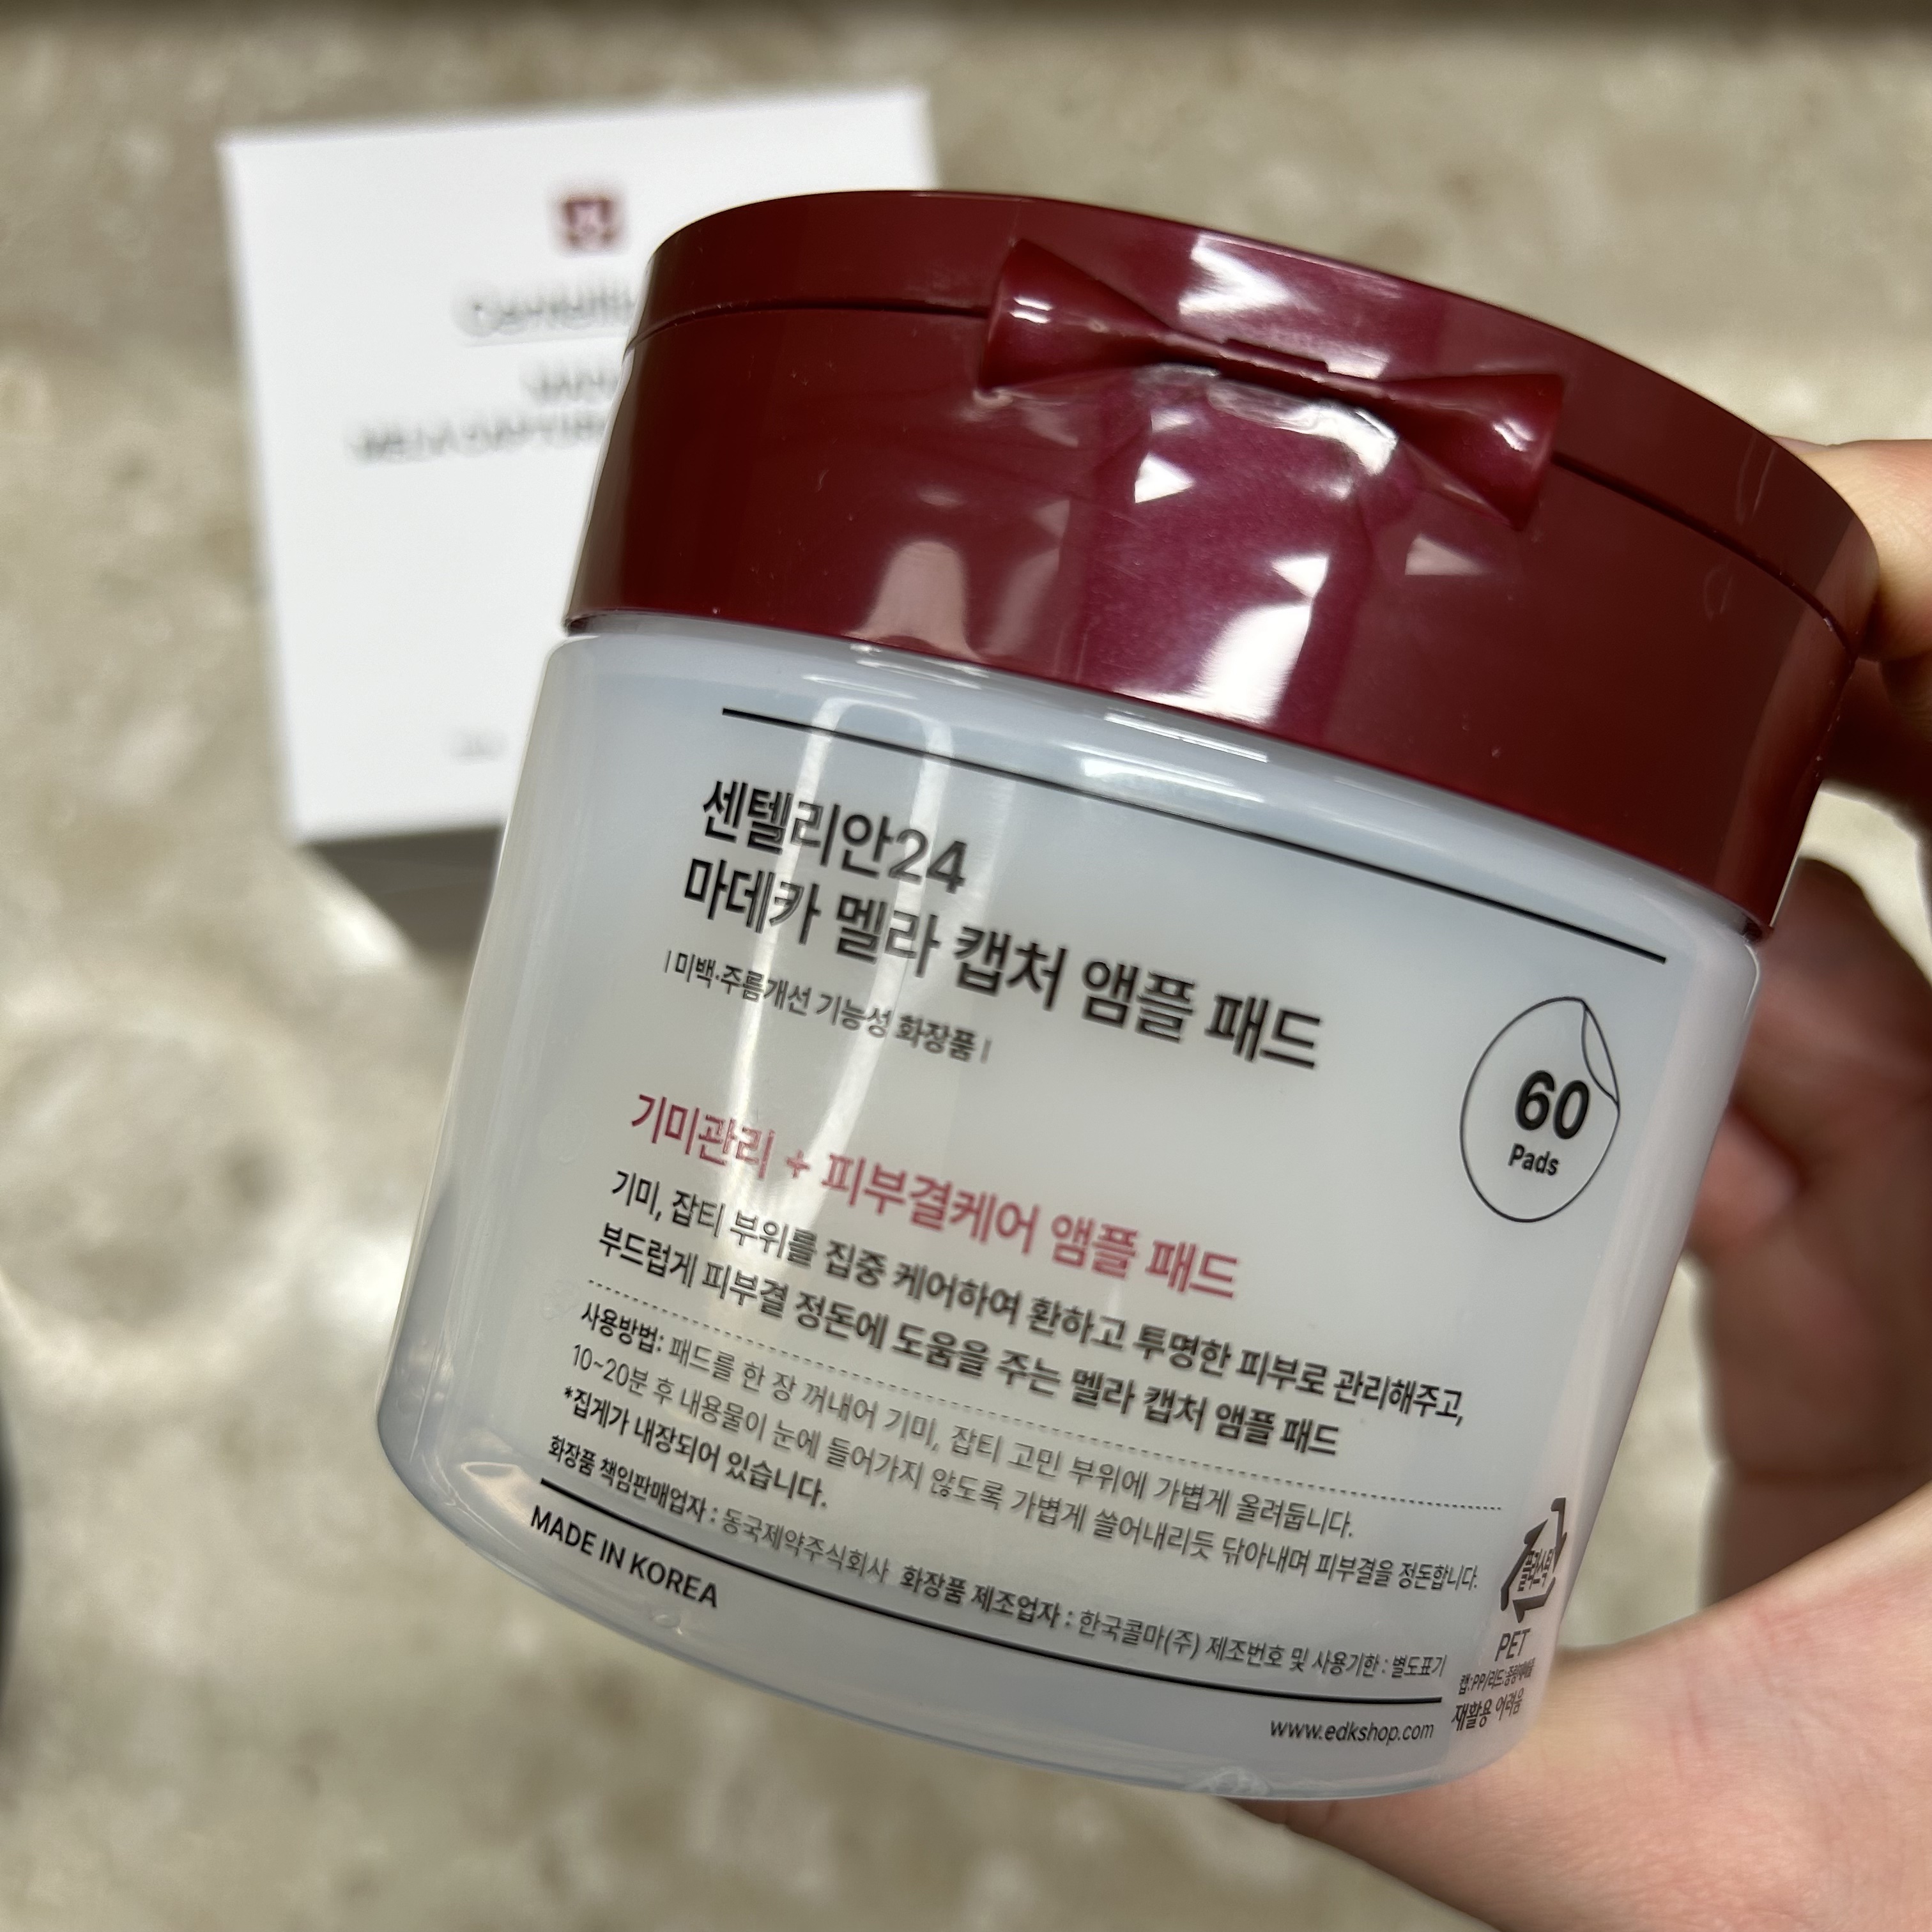 센텔리안24
마데카 멜라 캡처 앰플 패드
| 미백·주름개선 기능성 화장품 |
60
Pads
기미관리 + 피부결케어 앰플 패드
기미, 잡티 부위를 집중 케어하여 환하고 투명한 피부로 관리해주고,
부드럽게 피부결 정돈에 도움을 주는 멜라 캡처 앰플 패드
사용방법: 패드를 한 장 꺼내어 기미, 잡티 고민 부위에 가볍게 올려둡니다.
10~20분 후 내용물이 눈에 들어가지 않도록 가볍게 쓸어내리듯 닦아내며 피부결을 정돈합니다.
*집게가 내장되어 있습니다.
화장품 책임판매업자 : 동국제약주식회사 화장품 제조업자 : 한국콜마(주) 제조번호 및 사용기한 : 별도표기
MADE IN KOREA
www.edkshop.com
플라스틱
PET
재활용 어려움
MELA CAPTURE